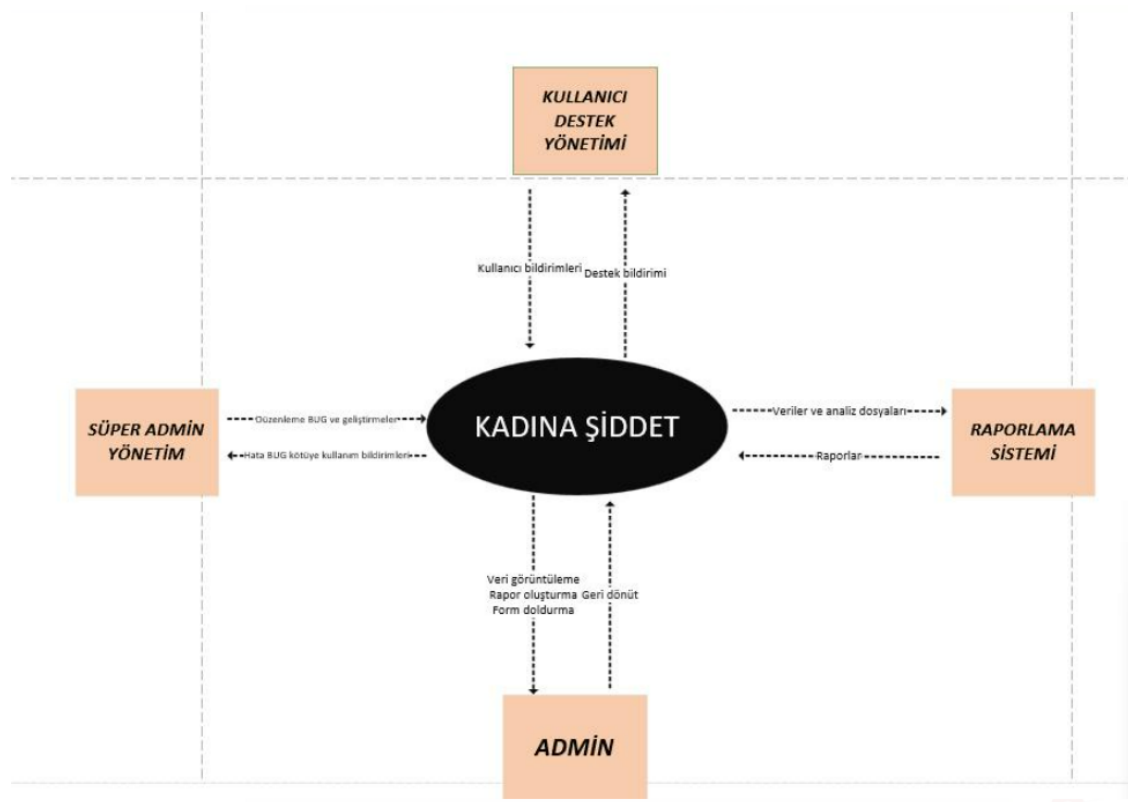 KULLANICI
DESTEK
YÖNETİMİ
Kullanıcı bildirimleri
Destek bildirimi
SÜPER ADMİN
YÖNETİM
Düzenleme BUG ve geliştirmeler
Hata BUG kötüye kullanım bildirimleri
KADINA ŞİDDET
Veriler ve analiz dosyaları
Raporlar
RAPORLAMA
SİSTEMİ
Veri görüntüleme
Rapor oluşturma
Form doldurma
Geri dönüt
ADMİN